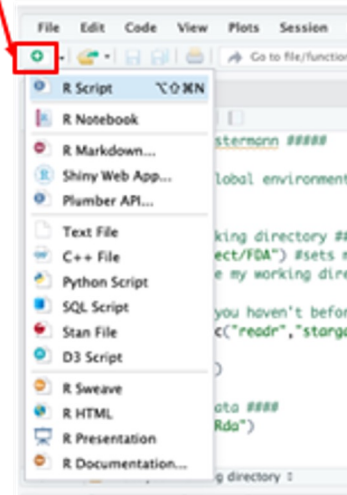 File Edit Code View Plots Session
Go to file/function
R Script ⌥⇧⌘N
R Notebook
stermann #####
R Markdown...
Shiny Web App...
lobal environment
Plumber API...
Text File
king directory ##
C++ File
ect/FDA") #sets m
e my working dire
Python Script
SQL Script
you haven't befor
Stan File
c("readr","starga
D3 Script
)
R Sweave
R HTML
ata ####
R Presentation
Rda")
R Documentation...
g directory